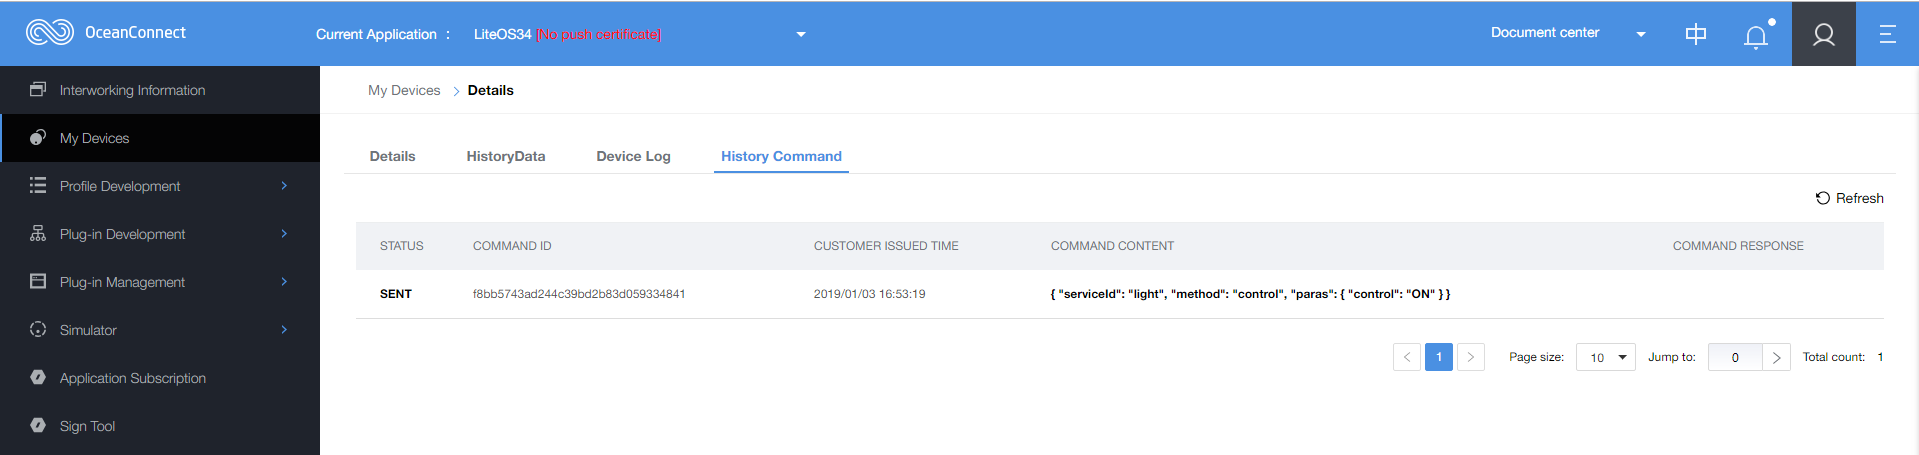 OceanConnect
Current Application : LiteOS34 [No push certificate]
Document center
中
Interworking Information
My Devices
Profile Development
Plug-in Development
Plug-in Management
Simulator
Application Subscription
Sign Tool
My Devices > Details
Details HistoryData Device Log History Command
Refresh
STATUS COMMAND ID CUSTOMER ISSUED TIME COMMAND CONTENT COMMAND RESPONSE
SENT f8bb5743ad244c39bd2b83d059334841 2019/01/03 16:53:19 { "serviceId": "light", "method": "control", "paras": { "control": "ON" } }
< 1 > Page size: 10 Jump to: 0 > Total count: 1